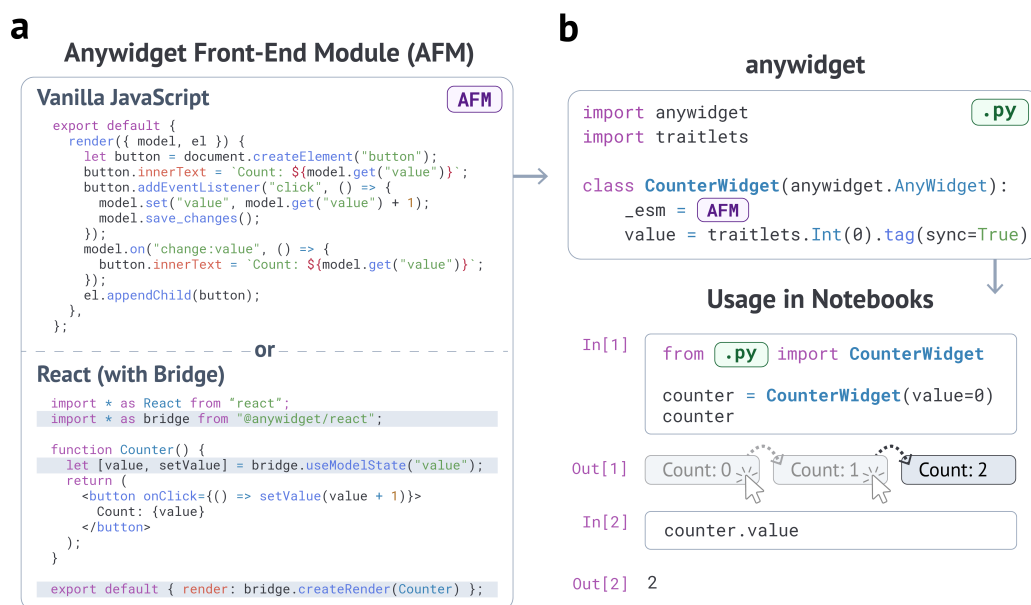 a
Anywidget Front-End Module (AFM)
Vanilla JavaScript
AFM
export default {
  render({ model, el }) {
    let button = document.createElement("button");
    button.innerText = `Count: ${model.get("value")}`;
    button.addEventListener("click", () => {
      model.set("value", model.get("value") + 1);
      model.save_changes();
    });
    model.on("change:value", () => {
      button.innerText = `Count: ${model.get("value")}`;
    });
    el.appendChild(button);
  },
};
or
React (with Bridge)
import * as React from "react";
import * as bridge from "@anywidget/react";
function Counter() {
  let [value, setValue] = bridge.useModelState("value");
  return (
    <button onClick={() => setValue(value + 1)}>
      Count: {value}
    </button>
  );
}
export default { render: bridge.createRender(Counter) };
b
anywidget
.py
import anywidget
import traitlets
class CounterWidget(anywidget.AnyWidget):
    _esm = AFM
    value = traitlets.Int(0).tag(sync=True)
Usage in Notebooks
In[1]
from .py import CounterWidget
counter = CounterWidget(value=0)
counter
Out[1] Count: 0 Count: 1 Count: 2
In[2] counter.value
Out[2] 2